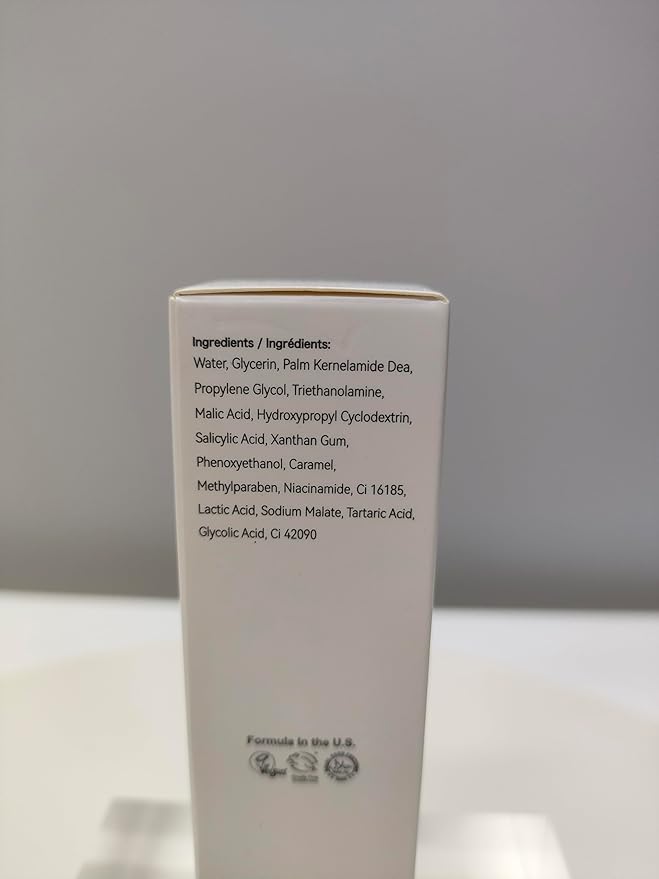 Ingredients / Ingrédients:
Water, Glycerin, Palm Kernelamide Dea,
Propylene Glycol, Triethanolamine,
Malic Acid, Hydroxypropyl Cyclodextrin,
Salicylic Acid, Xanthan Gum,
Phenoxyethanol, Caramel,
Methylparaben, Niacinamide, Ci 16185,
Lactic Acid, Sodium Malate, Tartaric Acid,
Glycolic Acid, Ci 42090
Formula In the U.S.
Vegan